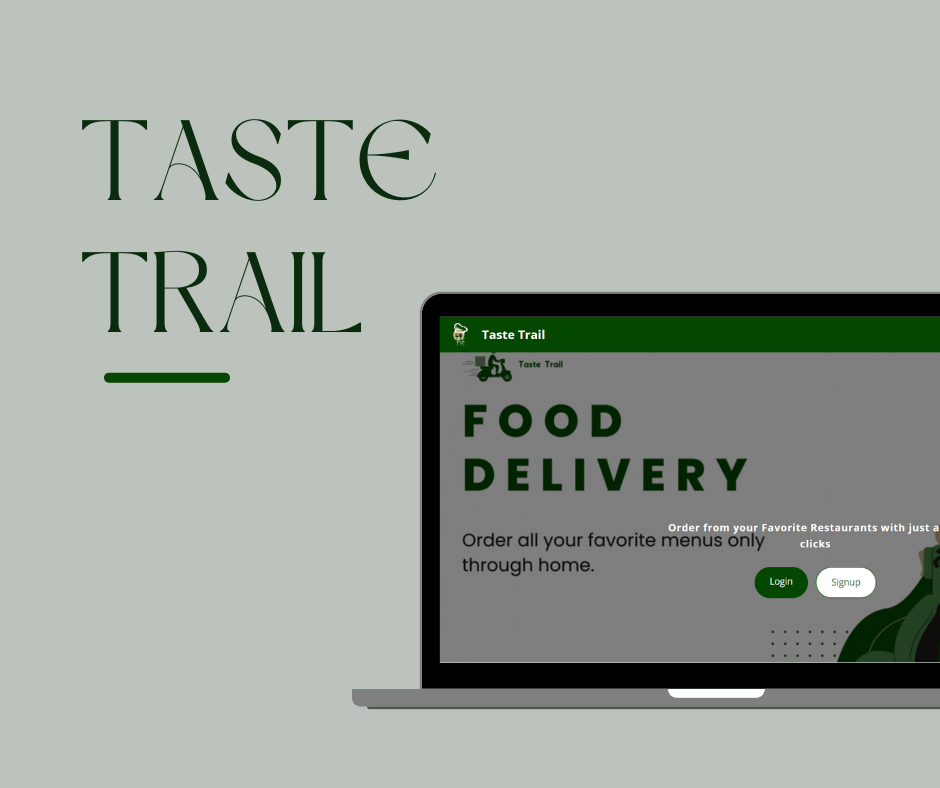 TASTE
TRAIL
Taste Trail
Taste Trail
FOOD
DELIVERY
Order all your favorite menus only
through home.
Order from your Favorite Restaurants with just a
clicks
Login
Signup